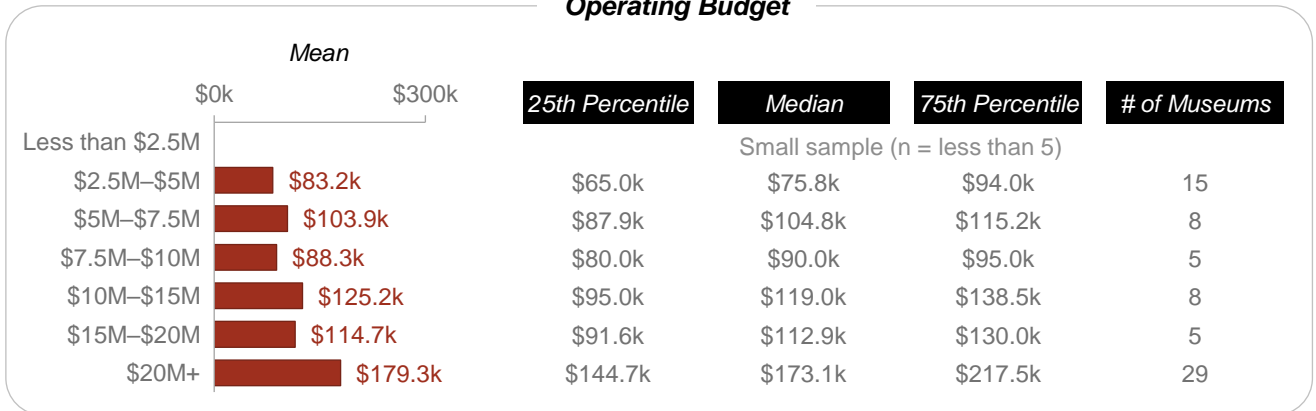 Operating Budget
Mean
$0k $300k 25th Percentile Median 75th Percentile # of Museums
Less than $2.5M Small sample (n = less than 5)
$2.5M–$5M $83.2k $65.0k $75.8k $94.0k 15
$5M–$7.5M $103.9k $87.9k $104.8k $115.2k 8
$7.5M–$10M $88.3k $80.0k $90.0k $95.0k 5
$10M–$15M $125.2k $95.0k $119.0k $138.5k 8
$15M–$20M $114.7k $91.6k $112.9k $130.0k 5
$20M+ $179.3k $144.7k $173.1k $217.5k 29